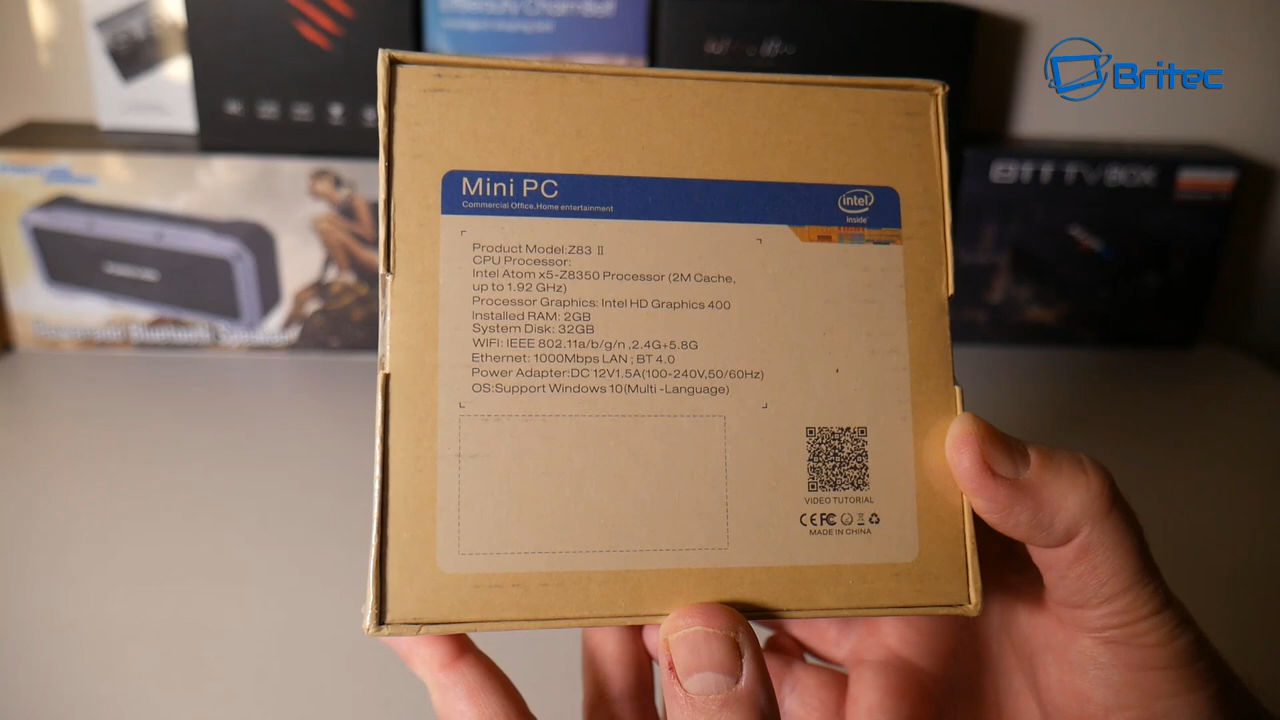 Britec
BTT TV BOX
Mini PC
Commercial Office,Home entertainment
intel
inside
Product Model:Z83 II
CPU Processor:
Intel Atom x5-Z8350 Processor (2M Cache,
up to 1.92 GHz)
Processor Graphics: Intel HD Graphics 400
Installed RAM: 2GB
System Disk: 32GB
WIFI: IEEE 802.11a/b/g/n ,2.4G+5.8G
Ethernet: 1000Mbps LAN ; BT 4.0
Power Adapter:DC 12V1.5A(100-240V,50/60Hz)
OS:Support Windows 10(Multi -Language)
VIDEO TUTORIAL
CE FC
MADE IN CHINA